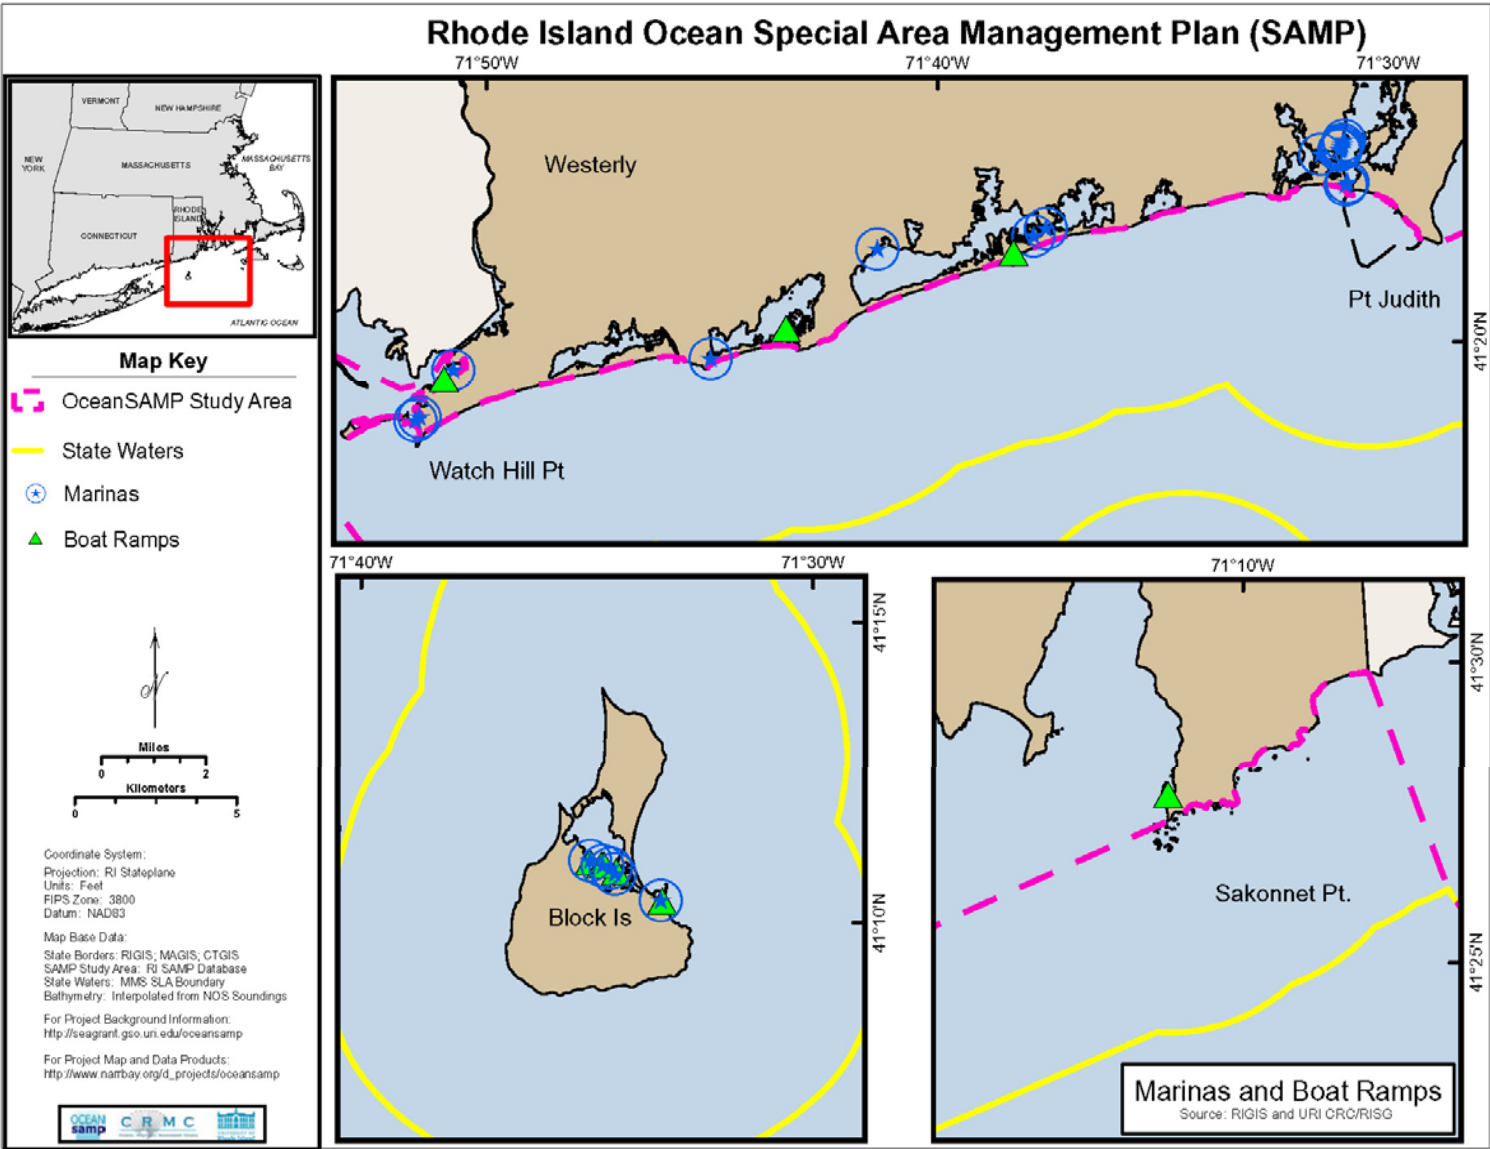 Rhode Island Ocean Special Area Management Plan (SAMP)
71°50'W
71°40'W
71°30'W
VERMONT
NEW HAMPSHIRE
NEW
YORK
MASSACHUSETTS
MASSACHUSETTS
BAY
RHODE
ISLAND
CONNECTICUT
ATLANTIC OCEAN
Westerly
Pt Judith
41°20'N
Watch Hill Pt
Map Key
OceanSAMP Study Area
State Waters
Marinas
Boat Ramps
N
Miles
0 2
Kilometers
0 5
Coordinate System:
Projection: RI Stateplane
Units: Feet
FIPS Zone: 3800
Datum: NAD83
Map Base Data:
State Borders: RIGIS; MAGIS; CTGIS
SAMP Study Area: RI SAMP Database
State Waters: MMS SLA Boundary
Bathymetry: Interpolated from NOS Soundings
For Project Background Information:
http://seagrant.gso.uri.edu/oceansamp
For Project Map and Data Products:
http://www.narrbay.org/d_projects/oceansamp
OCEAN
samp
CRMC
71°40'W
71°30'W
41°15'N
Block Is
41°10'N
71°10'W
41°30'N
Sakonnet Pt.
41°25'N
Marinas and Boat Ramps
Source: RIGIS and URI CRC/RISG